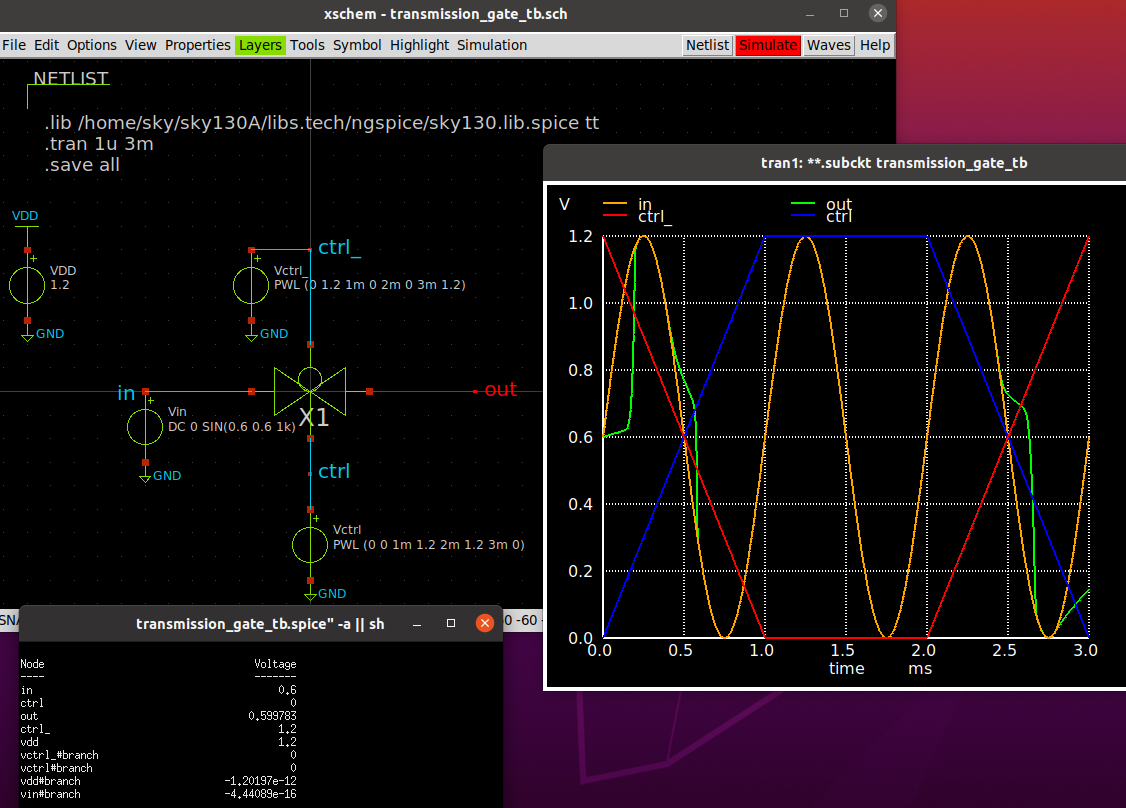 xschem - transmission_gate_tb.sch
File Edit Options View Properties Layers Tools Symbol Highlight Simulation Netlist Simulate Waves Help
NETLIST
.lib /home/sky/sky130A/libs.tech/ngspice/sky130.lib.spice tt
.tran 1u 3m
.save all
VDD
VDD
1.2
GND
ctrl_
Vctrl_
PWL (0 1.2 1m 0 2m 0 3m 1.2)
GND
in
out
X1
Vin
DC 0 SIN(0.6 0.6 1k)
GND
ctrl
Vctrl
PWL (0 0 1m 1.2 2m 1.2 3m 0)
GND
0 -60
tran1: **.subckt transmission_gate_tb
V
in out
ctrl_ ctrl
1.2
1.0
0.8
0.6
0.4
0.2
0.0
0.0 0.5 1.0 1.5 2.0 2.5 3.0
time ms
transmission_gate_tb.spice" -a || sh
Node Voltage
---- -------
in 0.6
ctrl 0
out 0.599783
ctrl_ 1.2
vdd 1.2
vctrl_#branch 0
vctrl#branch 0
vdd#branch -1.20197e-12
vin#branch -4.44089e-16